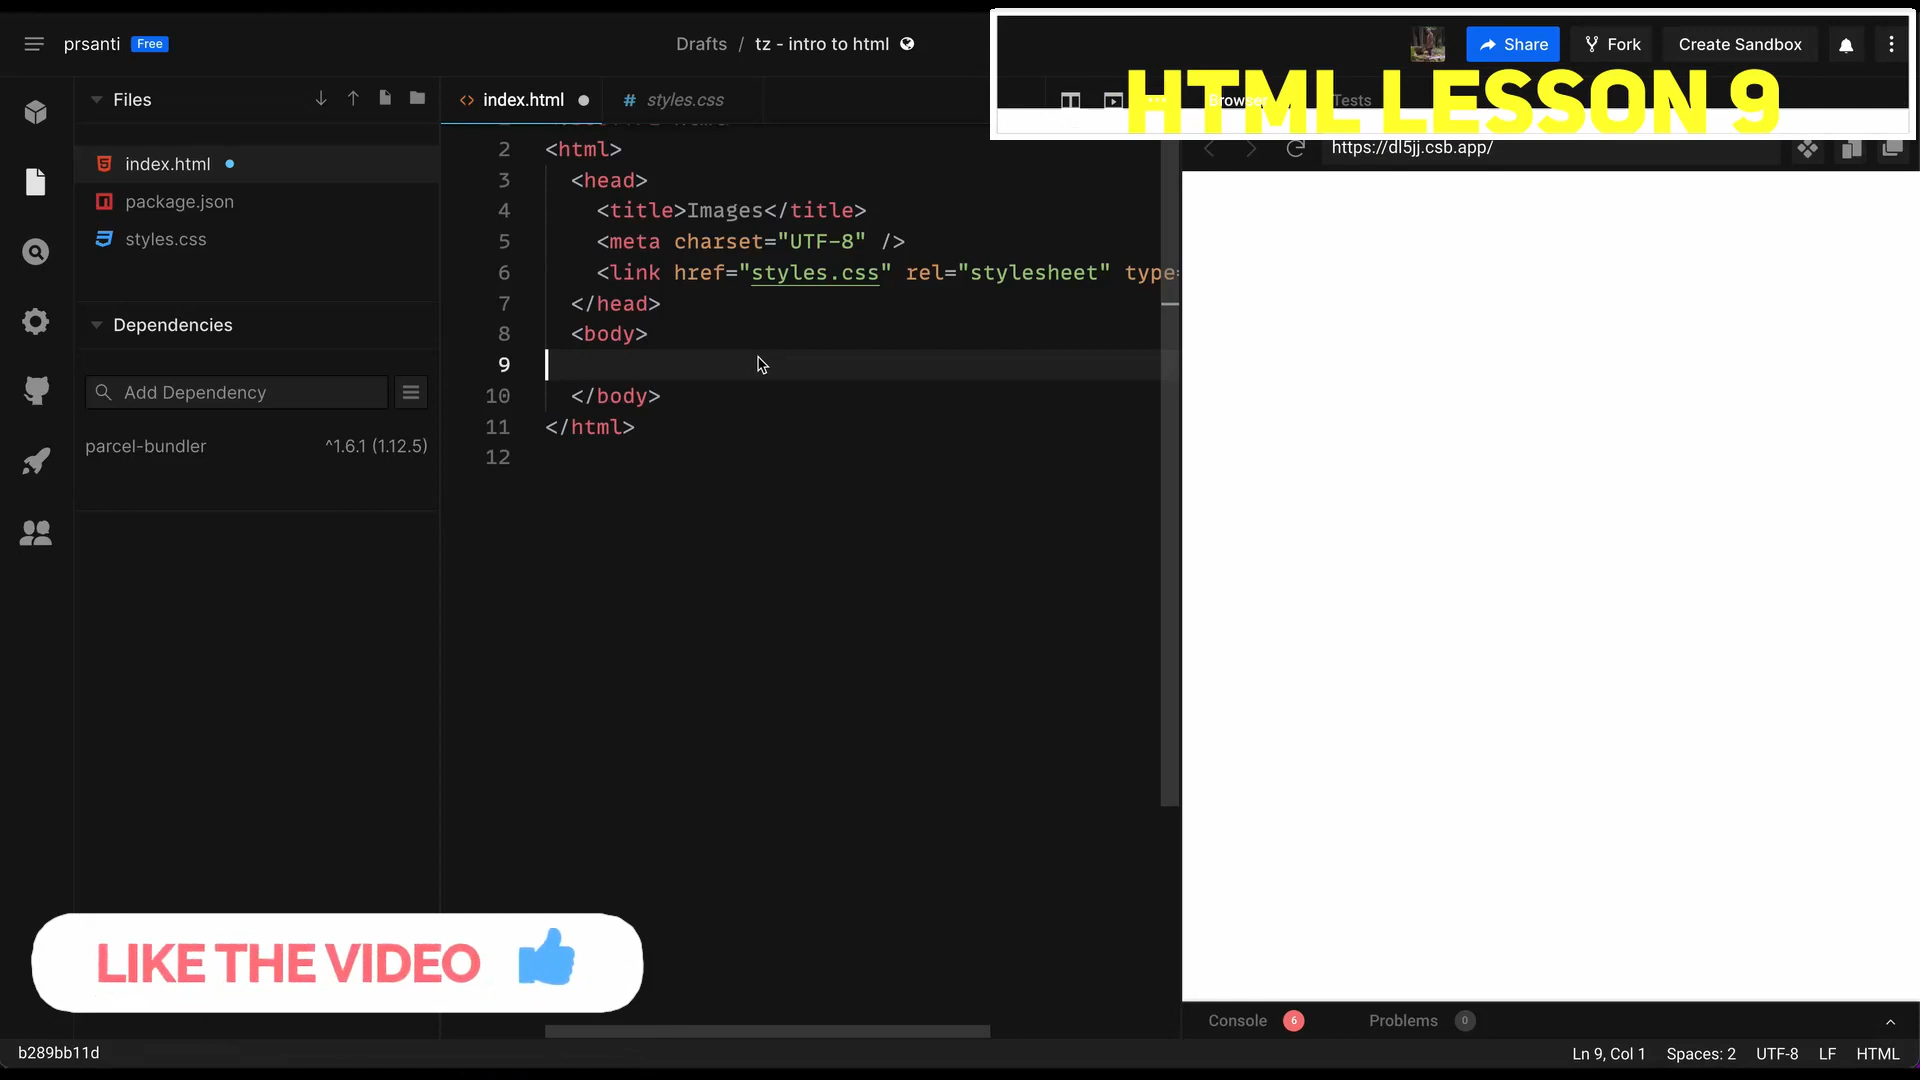 prsanti Free
Drafts / tz - intro to html
Share
Fork
Create Sandbox
HTML LESSON 9
Files
index.html
styles.css
Browser
Tests
https://dl5jj.csb.app/
index.html
package.json
styles.css
Dependencies
Add Dependency
parcel-bundler ^1.6.1 (1.12.5)
2 <html>
3 <head>
4 <title>Images</title>
5 <meta charset="UTF-8" />
6 <link href="styles.css" rel="stylesheet" type=
7 </head>
8 <body>
9
10 </body>
11 </html>
12
LIKE THE VIDEO
Console 6
Problems 0
b289bb11d
Ln 9, Col 1 Spaces: 2 UTF-8 LF HTML